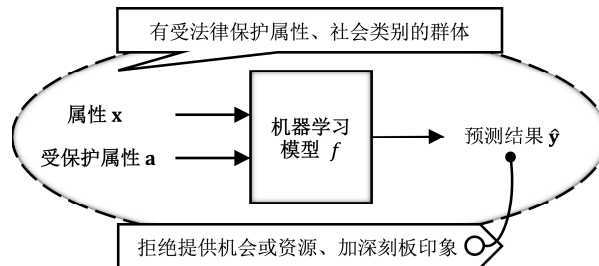 有受法律保护属性、社会类别的群体
属性 x
受保护属性 a
机器学习
模型 f
预测结果 ŷ
拒绝提供机会或资源、加深刻板印象